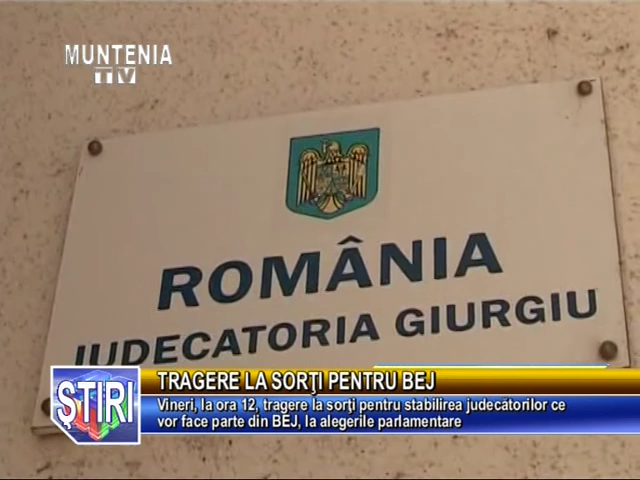 MUNTENIA
TV
ROMÂNIA
JUDECATORIA GIURGIU
ŞTIRI
TRAGERE LA SORŢI PENTRU BEJ
Vineri, la ora 12, tragere la sorţi pentru stabilirea judecătorilor ce
vor face parte din BEJ, la alegerile parlamentare